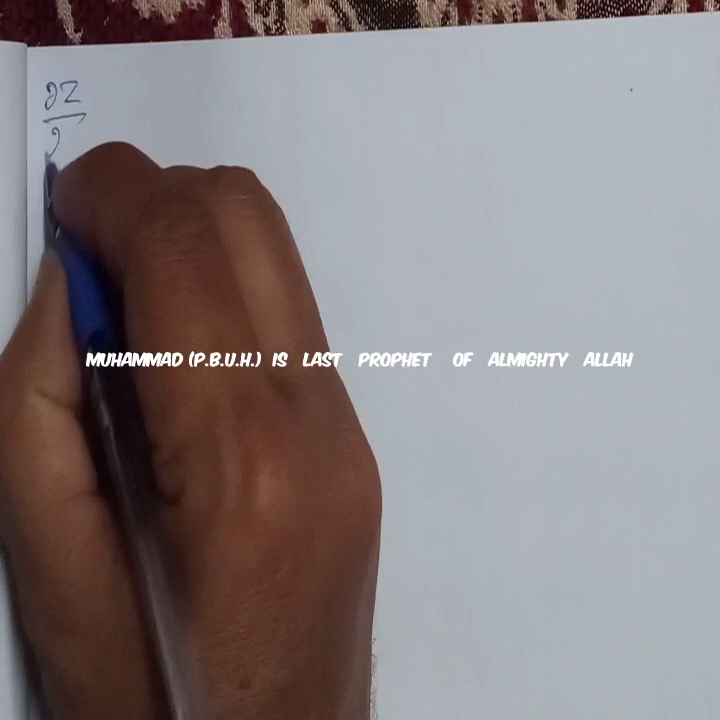 ∂Z
∂
MUHAMMAD (P.B.U.H.) IS LAST PROPHET OF ALMIGHTY ALLAH